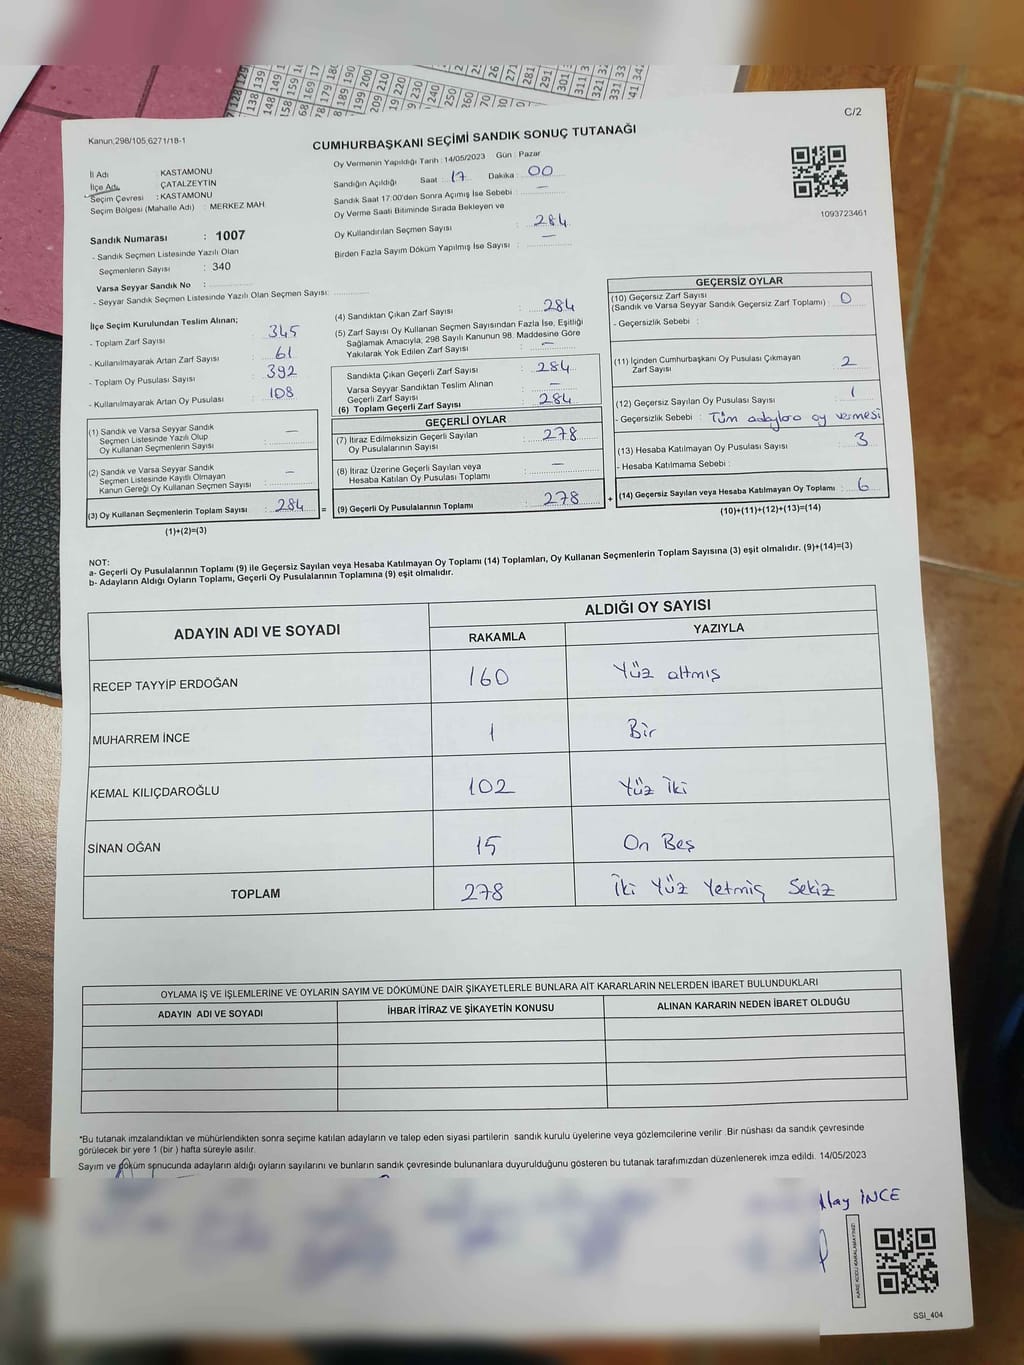 C/2
Kanun;298/105,6271/18-1
CUMHURBAŞKANI SEÇİMİ SANDIK SONUÇ TUTANAĞI
İl Adı : KASTAMONU
İlçe Adı : ÇATALZEYTİN
Seçim Çevresi : KASTAMONU
Seçim Bölgesi (Mahalle Adı) : MERKEZ MAH.
Oy Vermenin Yapıldığı Tarih : 14/05/2023 Gün : Pazar
Sandığın Açıldığı Saat : 17 Dakika : 00
Sandık Saat 17:00'den Sonra Açımış İse Sebebi : —
Oy Verme Saati Bitiminde Sırada Bekleyen ve
Oy Kullandırılan Seçmen Sayısı : 284
Birden Fazla Sayım Döküm Yapılmış İse Sayısı : —
1093723461
Sandık Numarası : 1007
- Sandık Seçmen Listesinde Yazılı Olan
Seçmenlerin Sayısı : 340
Varsa Seyyar Sandık No :
- Seyyar Sandık Seçmen Listesinde Yazılı Olan Seçmen Sayısı:
İlçe Seçim Kurulundan Teslim Alınan;
- Toplam Zarf Sayısı : 345
- Kullanılmayarak Artan Zarf Sayısı : 61
- Toplam Oy Pusulası Sayısı : 392
- Kullanılmayarak Artan Oy Pusulası : 108
(1) Sandık ve Varsa Seyyar Sandık
Seçmen Listesinde Yazılı Olup
Oy Kullanan Seçmenlerin Sayısı : —
(2) Sandık ve Varsa Seyyar Sandık
Seçmen Listesinde Kayıtlı Olmayan
Kanun Gereği Oy Kullanan Seçmen Sayısı : —
(3) Oy Kullanan Seçmenlerin Toplam Sayısı : 284 =
(1)+(2)=(3)
(4) Sandıktan Çıkan Zarf Sayısı : 284
(5) Zarf Sayısı Oy Kullanan Seçmen Sayısından Fazla İse, Eşitliği
Sağlamak Amacıyla, 298 Sayılı Kanunun 98. Maddesine Göre
Yakılarak Yok Edilen Zarf Sayısı : —
Sandıkta Çıkan Geçerli Zarf Sayısı : 284
Varsa Seyyar Sandıktan Teslim Alınan
Geçerli Zarf Sayısı : —
(6) Toplam Geçerli Zarf Sayısı : 284
GEÇERLİ OYLAR
(7) İtiraz Edilmeksizin Geçerli Sayılan
Oy Pusulalarının Sayısı : 278
(8) İtiraz Üzerine Geçerli Sayılan veya
Hesaba Katılan Oy Pusulası Toplamı : —
(9) Geçerli Oy Pusulalarının Toplamı : 278 +
GEÇERSİZ OYLAR
(10) Geçersiz Zarf Sayısı
(Sandık ve Varsa Seyyar Sandık Geçersiz Zarf Toplamı) : 0
- Geçersizlik Sebebi :
(11) İçinden Cumhurbaşkanı Oy Pusulası Çıkmayan
Zarf Sayısı : 2
(12) Geçersiz Sayılan Oy Pusulası Sayısı : 1
- Geçersizlik Sebebi : Tüm adaylara oy vermesi
(13) Hesaba Katılmayan Oy Pusulası Sayısı : 3
- Hesaba Katılmama Sebebi :
(14) Geçersiz Sayılan veya Hesaba Katılmayan Oy Toplamı : 6
(10)+(11)+(12)+(13)=(14)
NOT:
a- Geçerli Oy Pusulalarının Toplamı (9) ile Geçersiz Sayılan veya Hesaba Katılmayan Oy Toplamı (14) Toplamları, Oy Kullanan Seçmenlerin Toplam Sayısına (3) eşit olmalıdır. (9)+(14)=(3)
b- Adayların Aldığı Oyların Toplamı, Geçerli Oy Pusulalarının Toplamına (9) eşit olmalıdır.
ADAYIN ADI VE SOYADI
ALDIĞI OY SAYISI
RAKAMLA YAZIYLA
RECEP TAYYİP ERDOĞAN 160 Yüz altmış
MUHARREM İNCE 1 Bir
KEMAL KILIÇDAROĞLU 102 Yüz İki
SİNAN OĞAN 15 On Beş
TOPLAM 278 İki Yüz Yetmiş Sekiz
OYLAMA İŞ VE İŞLEMLERİNE VE OYLARIN SAYIM VE DÖKÜMÜNE DAİR ŞİKAYETLERLE BUNLARA AİT KARARLARIN NELERDEN İBARET BULUNDUKLARI
ADAYIN ADI VE SOYADI İHBAR İTİRAZ VE ŞİKAYETİN KONUSU ALINAN KARARIN NEDEN İBARET OLDUĞU
*Bu tutanak imzalandıktan ve mühürlendikten sonra seçime katılan adayların ve talep eden siyasi partilerin sandık kurulu üyelerine veya gözlemcilerine verilir. Bir nüshası da sandık çevresinde
görülecek bir yere 1 (bir ) hafta süreyle asılır.
Sayım ve döküm sonucunda adayların aldığı oyların sayılarını ve bunların sandık çevresinde bulunanlara duyurulduğunu gösteren bu tutanak tarafımızdan düzenlenerek imza edildi. 14/05/2023
İNCE
KARE KODU KARALAMAYINIZ!
SSI_404